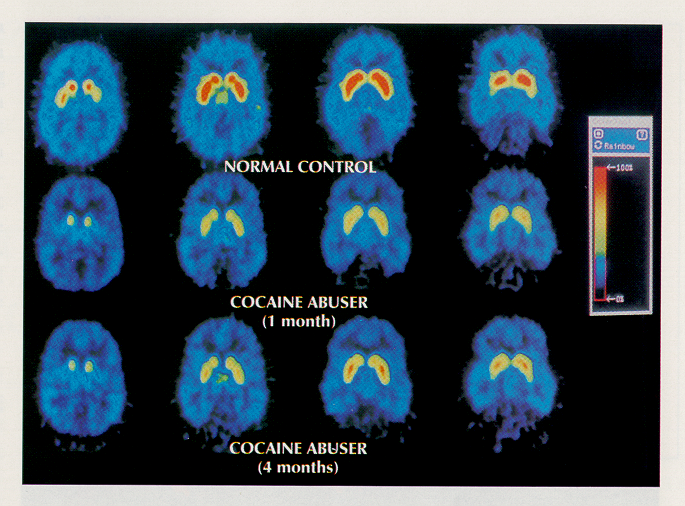 NORMAL CONTROL
COCAINE ABUSER
(1 month)
COCAINE ABUSER
(4 months)
?
Rainbow
←100%
←0%